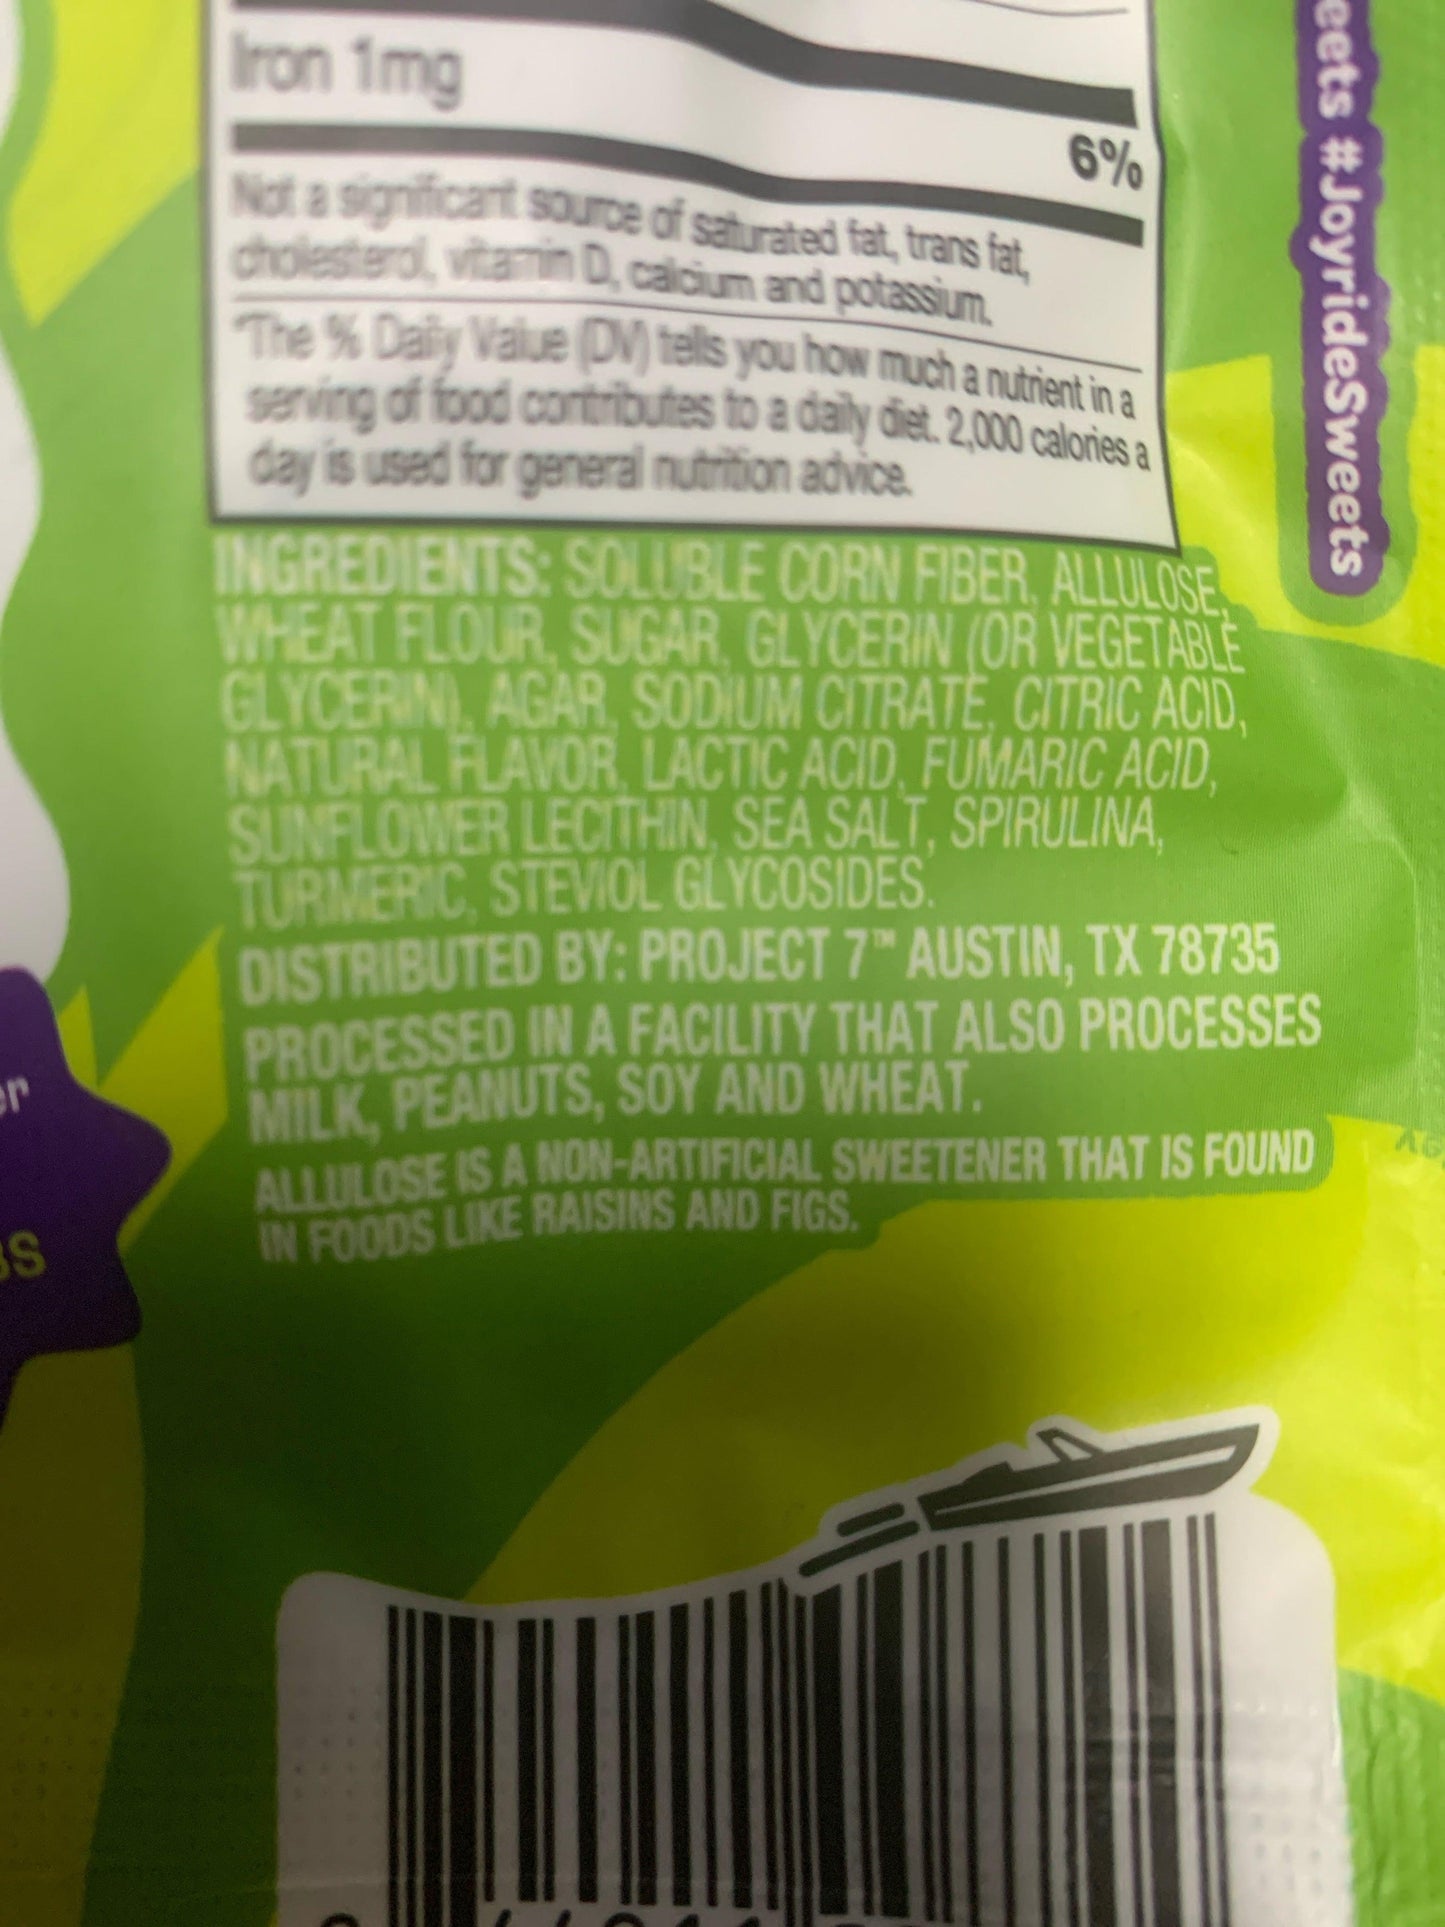 Iron 1mg 6%
Not a significant source of saturated fat, trans fat,
cholesterol, vitamin D, calcium and potassium.
*The % Daily Value (DV) tells you how much a nutrient in a
serving of food contributes to a daily diet. 2,000 calories a
day is used for general nutrition advice.
INGREDIENTS: SOLUBLE CORN FIBER, ALLULOSE,
WHEAT FLOUR, SUGAR, GLYCERIN (OR VEGETABLE
GLYCERIN), AGAR, SODIUM CITRATE, CITRIC ACID,
NATURAL FLAVOR, LACTIC ACID, FUMARIC ACID,
SUNFLOWER LECITHIN, SEA SALT, SPIRULINA,
TURMERIC, STEVIOL GLYCOSIDES.
DISTRIBUTED BY: PROJECT 7™ AUSTIN, TX 78735
PROCESSED IN A FACILITY THAT ALSO PROCESSES
MILK, PEANUTS, SOY AND WHEAT.
ALLULOSE IS A NON-ARTIFICIAL SWEETENER THAT IS FOUND
IN FOODS LIKE RAISINS AND FIGS.
eets #JoyrideSweets
er
BS